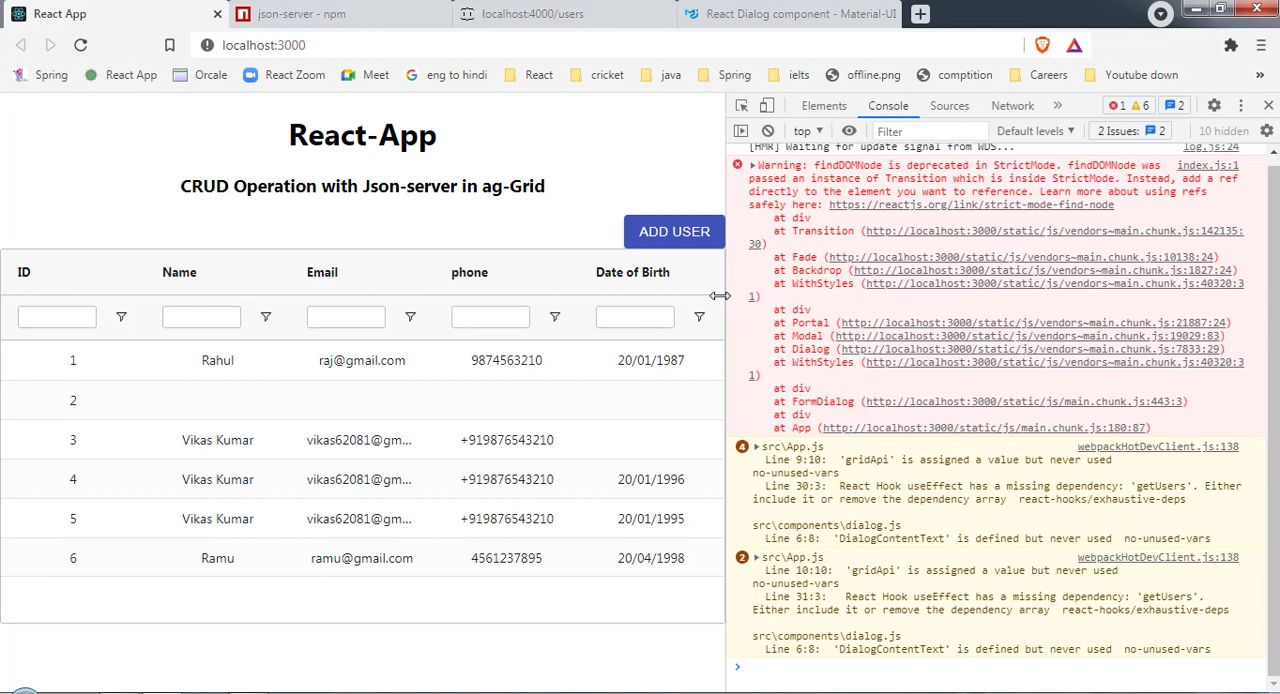 React App
json-server - npm
localhost:4000/users
React Dialog component - Material-UI
localhost:3000
Spring
React App
Orcale
React Zoom
Meet
eng to hindi
React
cricket
java
Spring
ielts
offline.png
comptition
Careers
Youtube down
»
React-App
CRUD Operation with Json-server in ag-Grid
ADD USER
ID Name Email phone Date of Birth
1 Rahul raj@gmail.com 9874563210 20/01/1987
2
3 Vikas Kumar vikas62081@gm... +919876543210
4 Vikas Kumar vikas62081@gm... +919876543210 20/01/1996
5 Vikas Kumar vikas62081@gm... +919876543210 20/01/1995
6 Ramu ramu@gmail.com 4561237895 20/04/1998
Elements Console Sources Network » 1 6 2
top Filter Default levels 2 Issues: 2 10 hidden
[HMR] Waiting for update signal from WDS... log.js:24
Warning: findDOMNode is deprecated in StrictMode. findDOMNode was index.js:1
passed an instance of Transition which is inside StrictMode. Instead, add a ref
directly to the element you want to reference. Learn more about using refs
safely here: https://reactjs.org/link/strict-mode-find-node
at div
at Transition (http://localhost:3000/static/js/vendors~main.chunk.js:142135:
30)
at Fade (http://localhost:3000/static/js/vendors~main.chunk.js:10138:24)
at Backdrop (http://localhost:3000/static/js/vendors~main.chunk.js:1827:24)
at WithStyles (http://localhost:3000/static/js/vendors~main.chunk.js:40320:3
1)
at div
at Portal (http://localhost:3000/static/js/vendors~main.chunk.js:21887:24)
at Modal (http://localhost:3000/static/js/vendors~main.chunk.js:19029:83)
at Dialog (http://localhost:3000/static/js/vendors~main.chunk.js:7833:29)
at WithStyles (http://localhost:3000/static/js/vendors~main.chunk.js:40320:3
1)
at div
at FormDialog (http://localhost:3000/static/js/main.chunk.js:443:3)
at div
at App (http://localhost:3000/static/js/main.chunk.js:180:87)
4 src\App.js webpackHotDevClient.js:138
Line 9:10: 'gridApi' is assigned a value but never used
no-unused-vars
Line 30:3: React Hook useEffect has a missing dependency: 'getUsers'. Either
include it or remove the dependency array react-hooks/exhaustive-deps
src\components\dialog.js
Line 6:8: 'DialogContentText' is defined but never used no-unused-vars
2 src\App.js webpackHotDevClient.js:138
Line 10:10: 'gridApi' is assigned a value but never used
no-unused-vars
Line 31:3: React Hook useEffect has a missing dependency: 'getUsers'.
Either include it or remove the dependency array react-hooks/exhaustive-deps
src\components\dialog.js
Line 6:8: 'DialogContentText' is defined but never used no-unused-vars